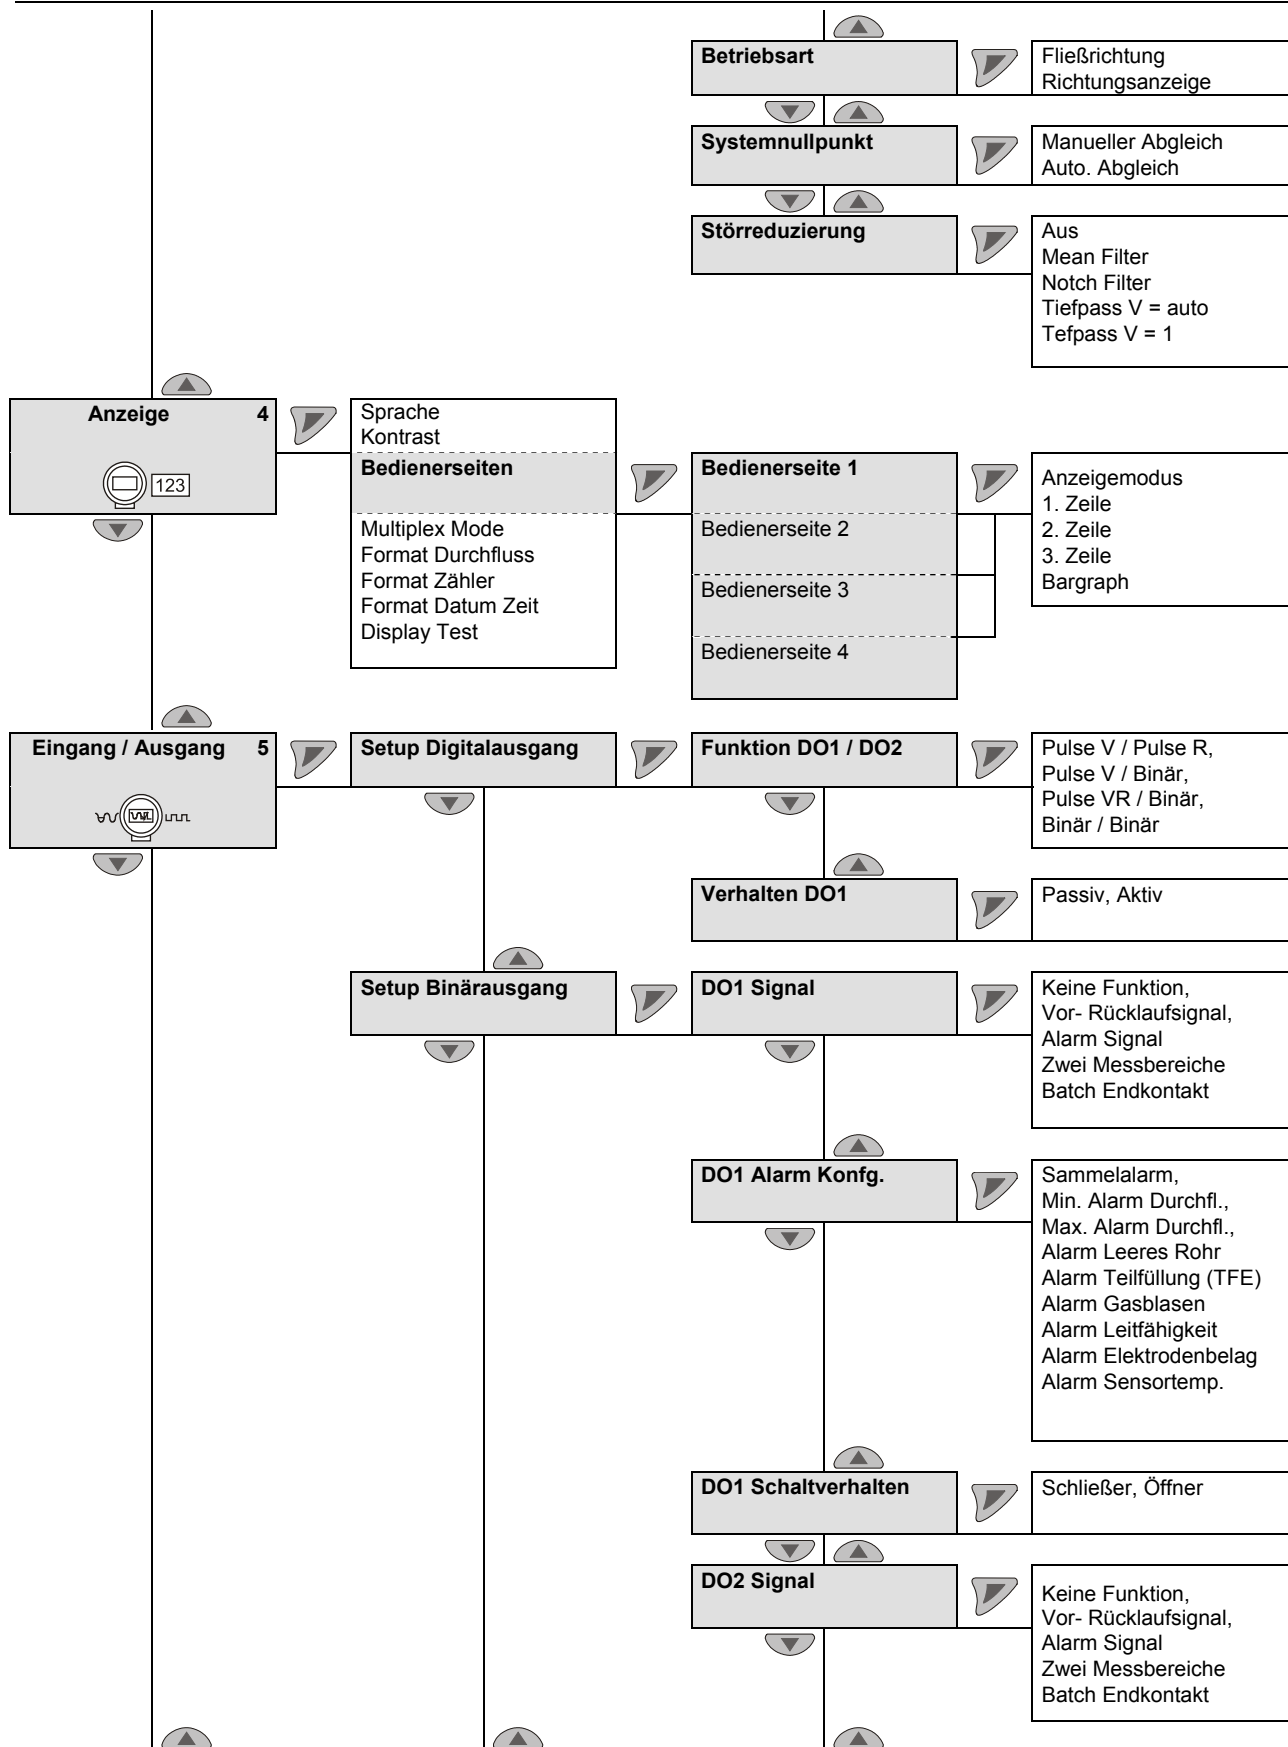 Betriebsart
Fließrichtung
Richtungsanzeige
Systemnullpunkt
Manueller Abgleich
Auto. Abgleich
Störreduzierung
Aus
Mean Filter
Notch Filter
Tiefpass V = auto
Tefpass V = 1
Anzeige 4
123
Sprache
Kontrast
Bedienerseiten
Multiplex Mode
Format Durchfluss
Format Zähler
Format Datum Zeit
Display Test
Bedienerseite 1
Bedienerseite 2
Bedienerseite 3
Bedienerseite 4
Anzeigemodus
1. Zeile
2. Zeile
3. Zeile
Bargraph
Eingang / Ausgang 5
Setup Digitalausgang
Funktion DO1 / DO2
Pulse V / Pulse R,
Pulse V / Binär,
Pulse VR / Binär,
Binär / Binär
Verhalten DO1
Passiv, Aktiv
Setup Binärausgang
DO1 Signal
Keine Funktion,
Vor- Rücklaufsignal,
Alarm Signal
Zwei Messbereiche
Batch Endkontakt
DO1 Alarm Konfg.
Sammelalarm,
Min. Alarm Durchfl.,
Max. Alarm Durchfl.,
Alarm Leeres Rohr
Alarm Teilfüllung (TFE)
Alarm Gasblasen
Alarm Leitfähigkeit
Alarm Elektrodenbelag
Alarm Sensortemp.
DO1 Schaltverhalten
Schließer, Öffner
DO2 Signal
Keine Funktion,
Vor- Rücklaufsignal,
Alarm Signal
Zwei Messbereiche
Batch Endkontakt